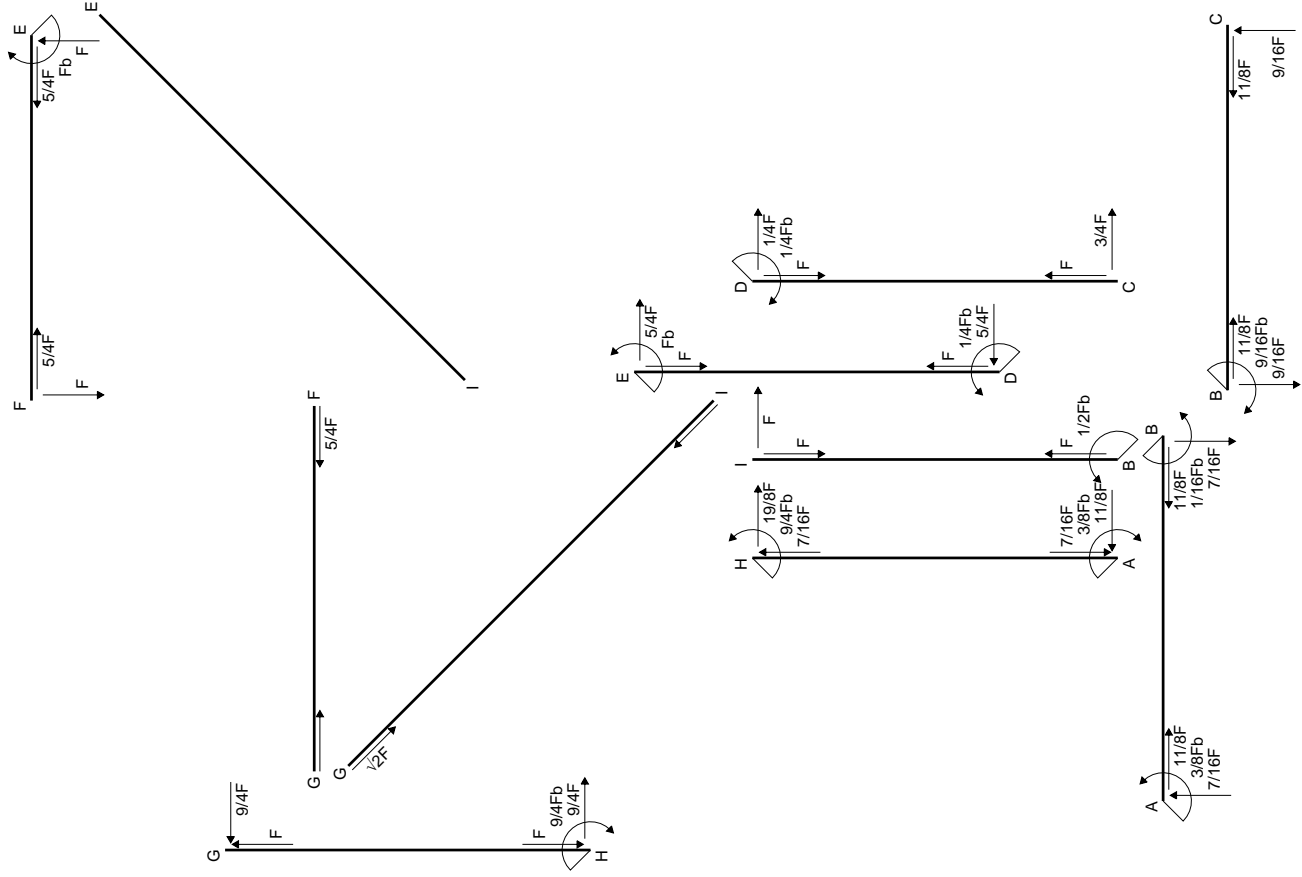 E
F
Fb
5/4F
F
5/4F
F
E
I
F
5/4F
G
G
√2F
I
G
9/4F
F
F
9/4Fb
9/4F
H
E
5/4F
Fb
F
F
1/4Fb
5/4F
D
D
1/4F
1/4Fb
F
F
3/4F
C
I
F
F
F
1/2Fb
B
H
19/8F
9/4Fb
7/16F
7/16F
3/8Fb
11/8F
A
A
11/8F
3/8Fb
7/16F
B
11/8F
1/16Fb
7/16F
B
11/8F
9/16Fb
9/16F
C
11/8F
9/16F